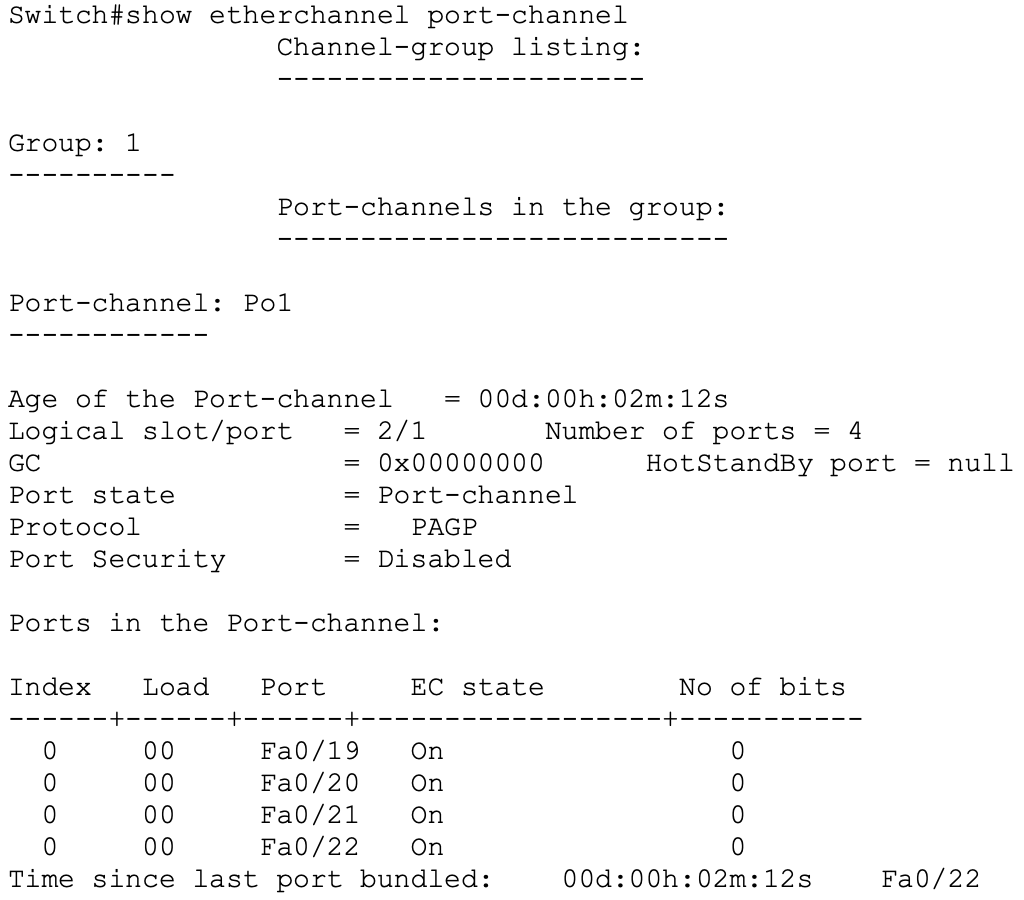 Switch#show etherchannel port-channel
                Channel-group listing:
                ----------------------

Group: 1
----------
                Port-channels in the group:
                ---------------------------

Port-channel: Po1
------------

Age of the Port-channel   = 00d:00h:02m:12s
Logical slot/port   = 2/1       Number of ports = 4
GC                  = 0x00000000      HotStandBy port = null
Port state          = Port-channel
Protocol            =   PAGP
Port Security       = Disabled

Ports in the Port-channel:

Index   Load   Port     EC state        No of bits
------+------+------+------------------+-----------
  0     00     Fa0/19   On                 0
  0     00     Fa0/20   On                 0
  0     00     Fa0/21   On                 0
  0     00     Fa0/22   On                 0
Time since last port bundled:    00d:00h:02m:12s    Fa0/22